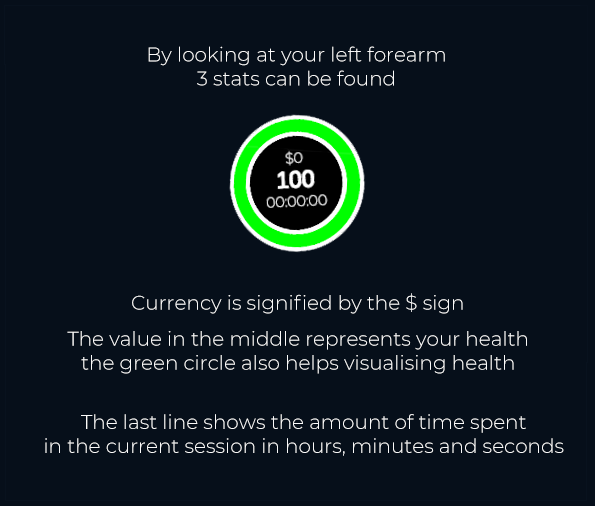 By looking at your left forearm
3 stats can be found
$0
100
00:00:00
Currency is signified by the $ sign
The value in the middle represents your health
the green circle also helps visualising health
The last line shows the amount of time spent
in the current session in hours, minutes and seconds